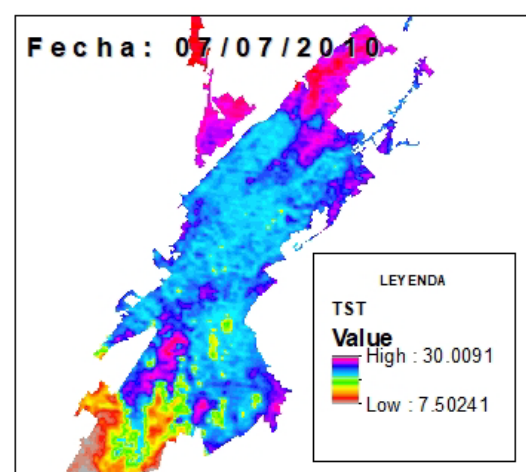 Fecha: 07/07/2010
LEYENDA
TST
Value
High : 30.0091
Low : 7.50241